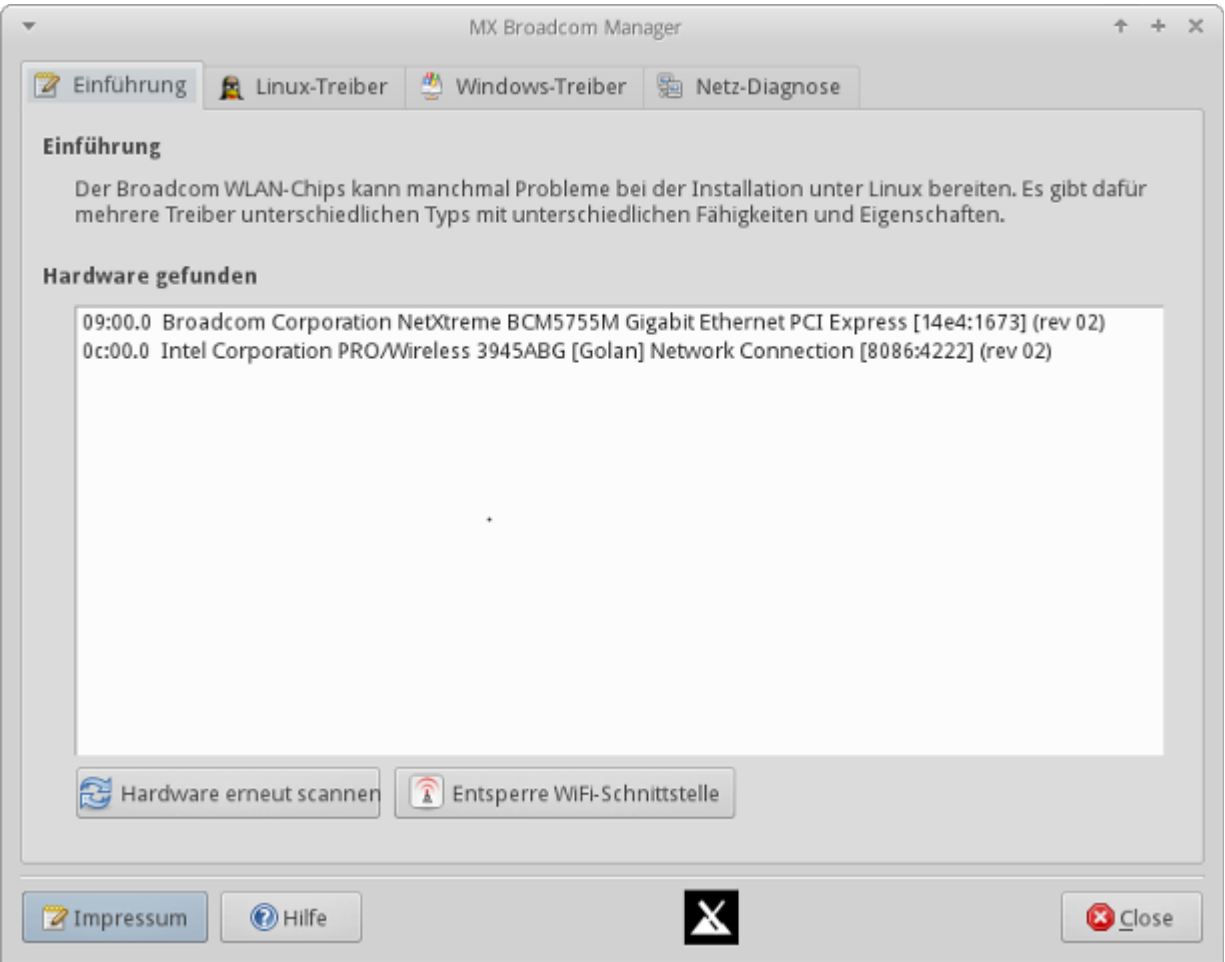 MX Broadcom Manager
Einführung
Linux-Treiber
Windows-Treiber
Netz-Diagnose
Einführung
Der Broadcom WLAN-Chips kann manchmal Probleme bei der Installation unter Linux bereiten. Es gibt dafür
mehrere Treiber unterschiedlichen Typs mit unterschiedlichen Fähigkeiten und Eigenschaften.
Hardware gefunden
09:00.0 Broadcom Corporation NetXtreme BCM5755M Gigabit Ethernet PCI Express [14e4:1673] (rev 02)
0c:00.0 Intel Corporation PRO/Wireless 3945ABG [Golan] Network Connection [8086:4222] (rev 02)
Hardware erneut scannen
Entsperre WiFi-Schnittstelle
Impressum
Hilfe
Close